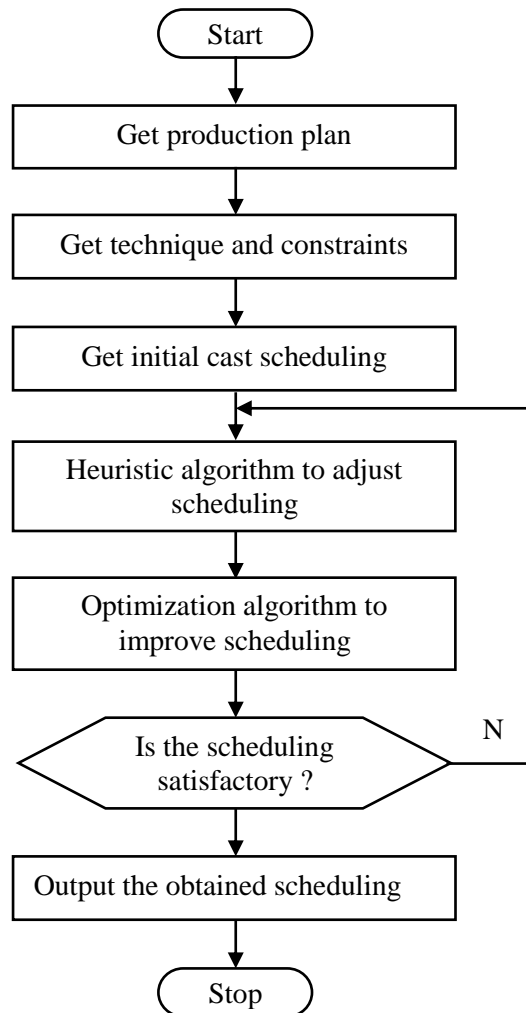 Start
Get production plan
Get technique and constraints
Get initial cast scheduling
Heuristic algorithm to adjust
scheduling
Optimization algorithm to
improve scheduling
Is the scheduling
satisfactory ?
N
Output the obtained scheduling
Stop